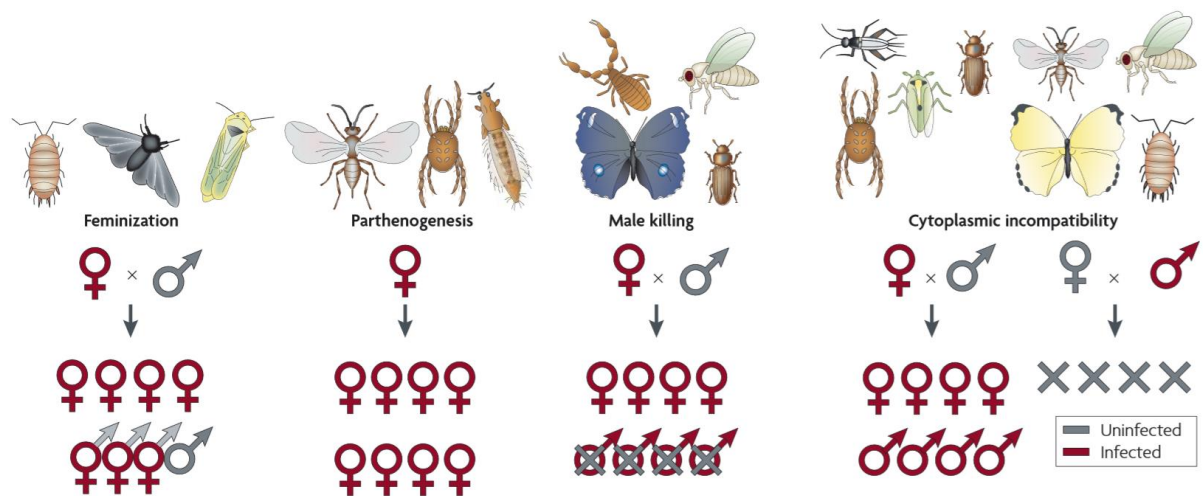 Feminization
Parthenogenesis
Male killing
Cytoplasmic incompatibility
× × × ×
Uninfected
Infected